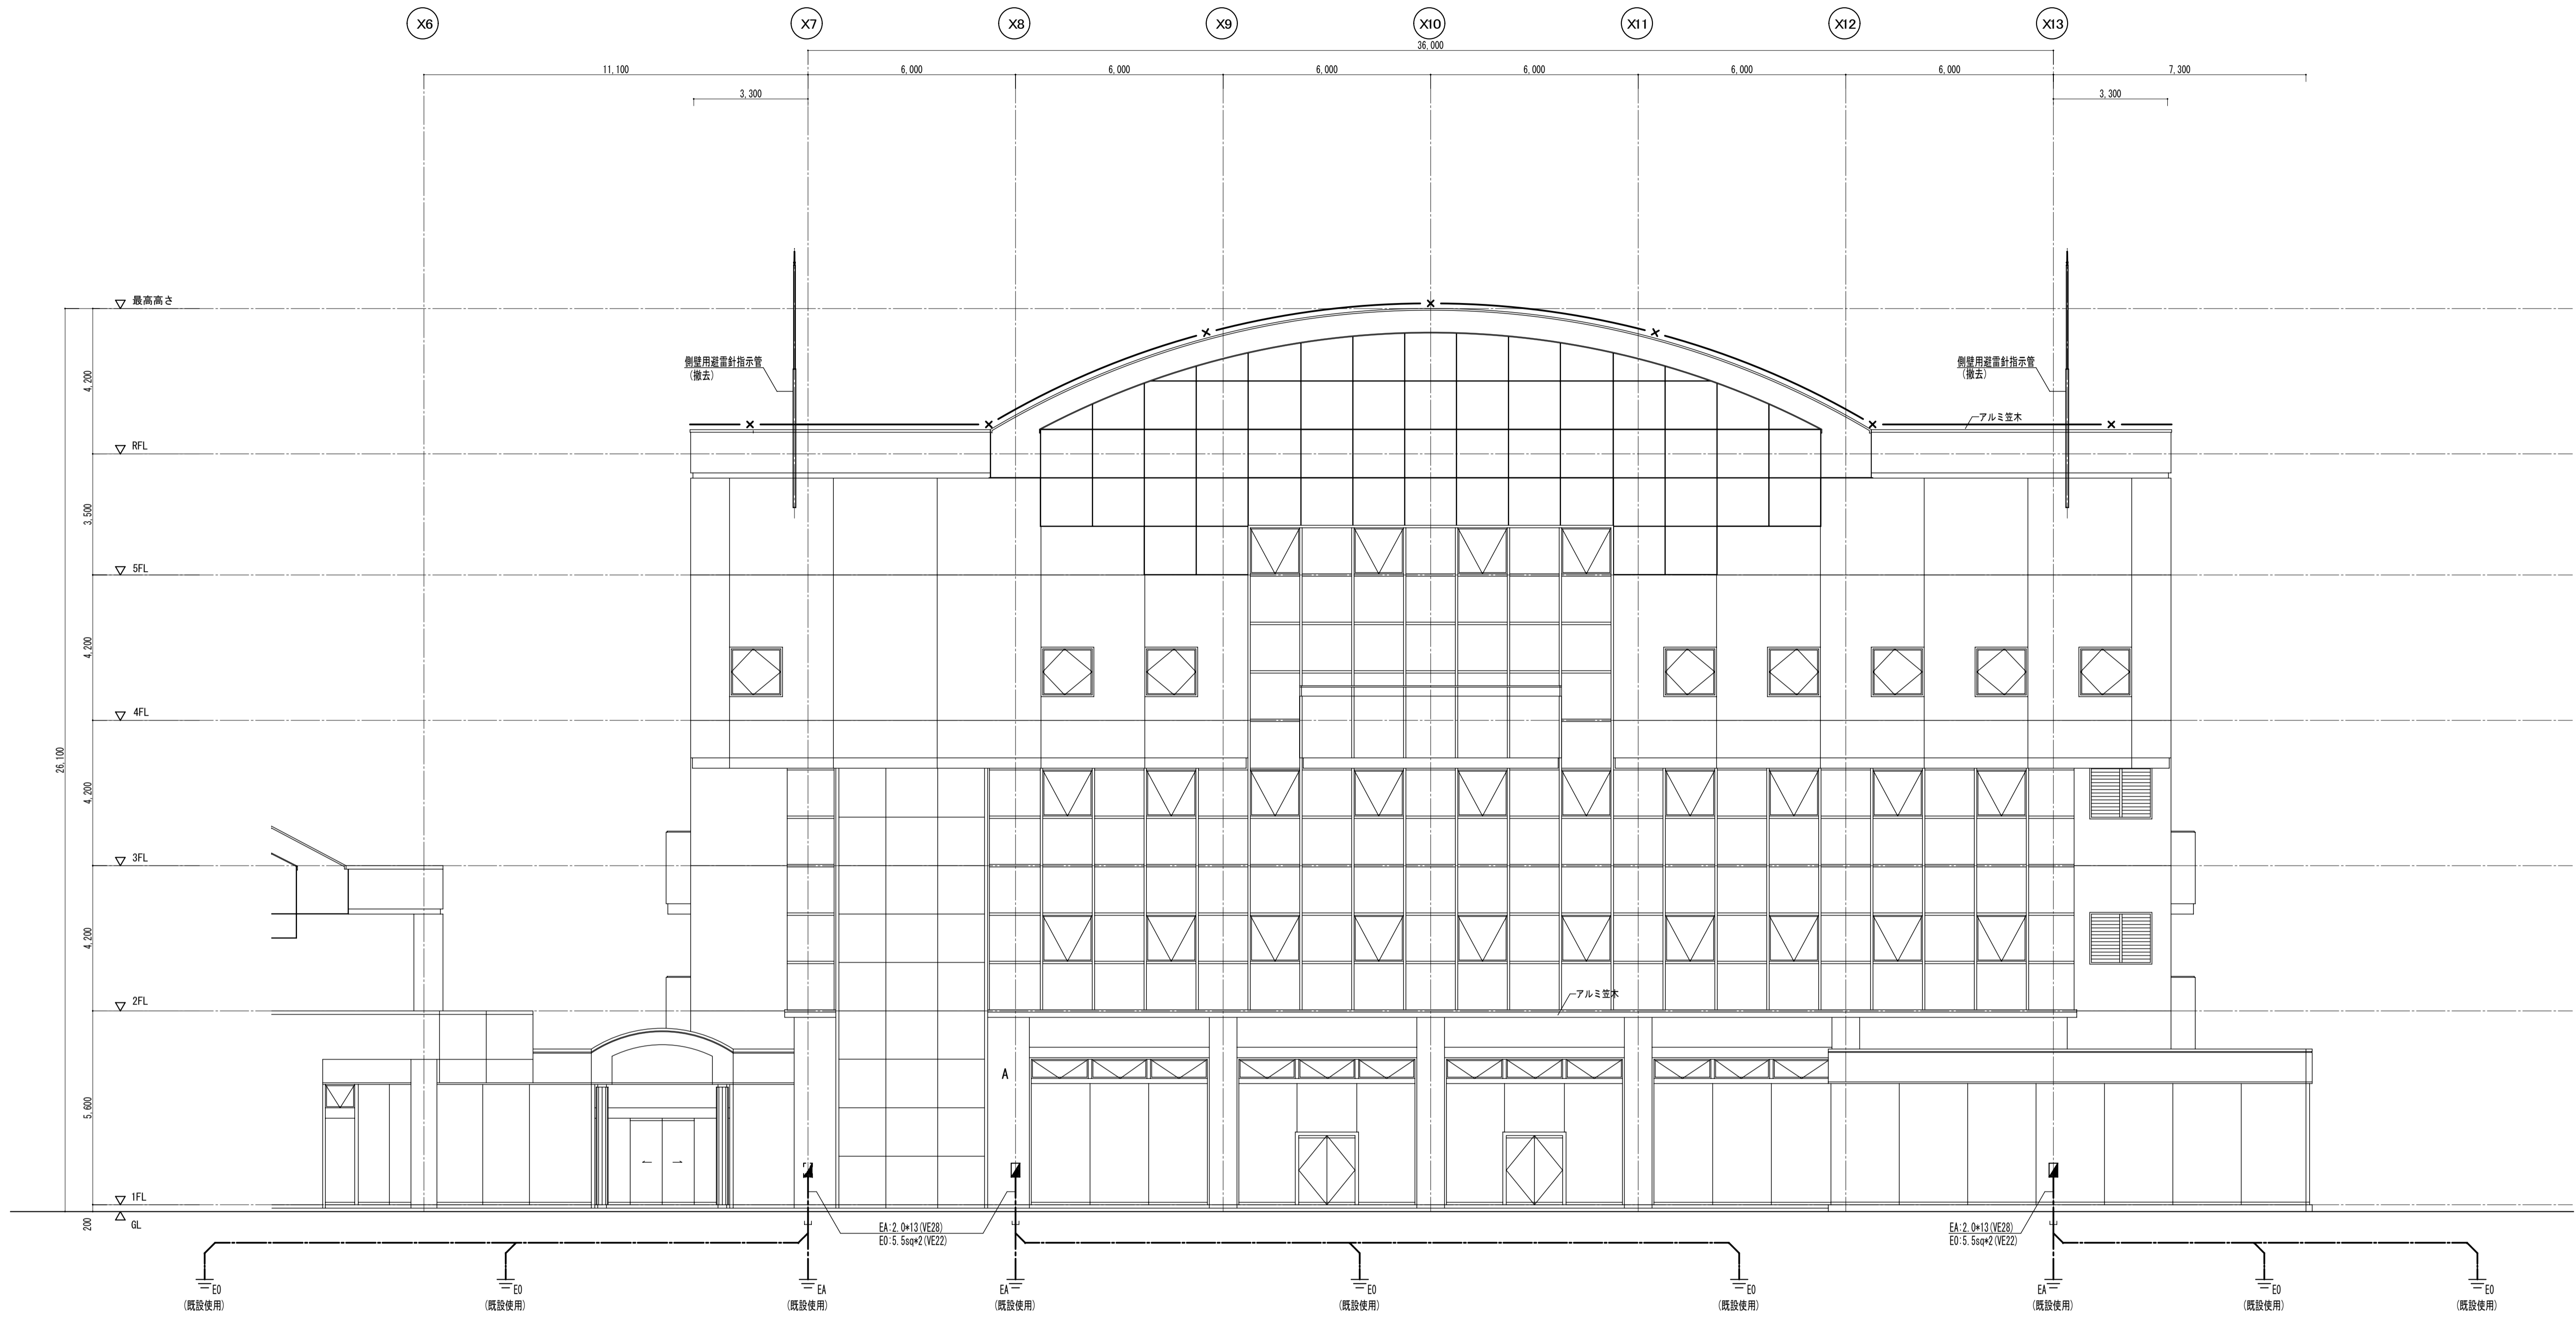 X6
X7
X8
X9
X10
X11
X12
X13
36,000
11,100
6,000
6,000
6,000
6,000
6,000
6,000
7,300
3,300
3,300
最高高さ
側壁用避雷針指示管
(撤去)
側壁用避雷針指示管
(撤去)
4,200
アルミ笠木
RFL
3,500
5FL
4,200
4FL
26,100
4,200
3FL
4,200
アルミ笠木
2FL
A
5,600
1FL
200
GL
EA:2.0*13(VE28)
E0:5.5sq*2(VE22)
EA:2.0*13(VE28)
E0:5.5sq*2(VE22)
E0
(既設使用)
E0
(既設使用)
EA
(既設使用)
EA
(既設使用)
E0
(既設使用)
E0
(既設使用)
EA
(既設使用)
E0
(既設使用)
E0
(既設使用)